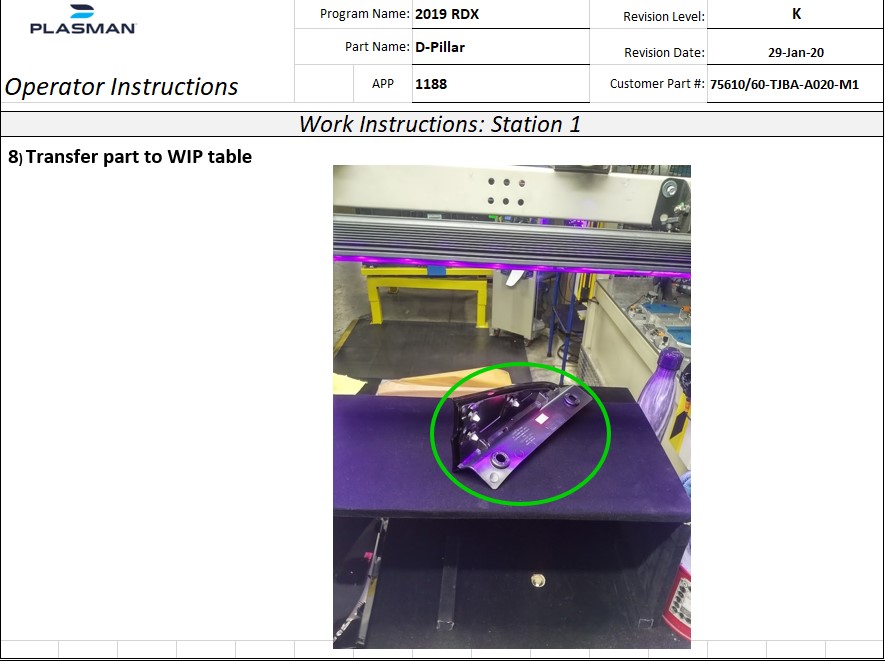 PLASMAN
Operator Instructions
Program Name: 2019 RDX
Revision Level: K
Part Name: D-Pillar
Revision Date: 29-Jan-20
APP 1188
Customer Part #: 75610/60-TJBA-A020-M1
Work Instructions: Station 1
8) Transfer part to WIP table